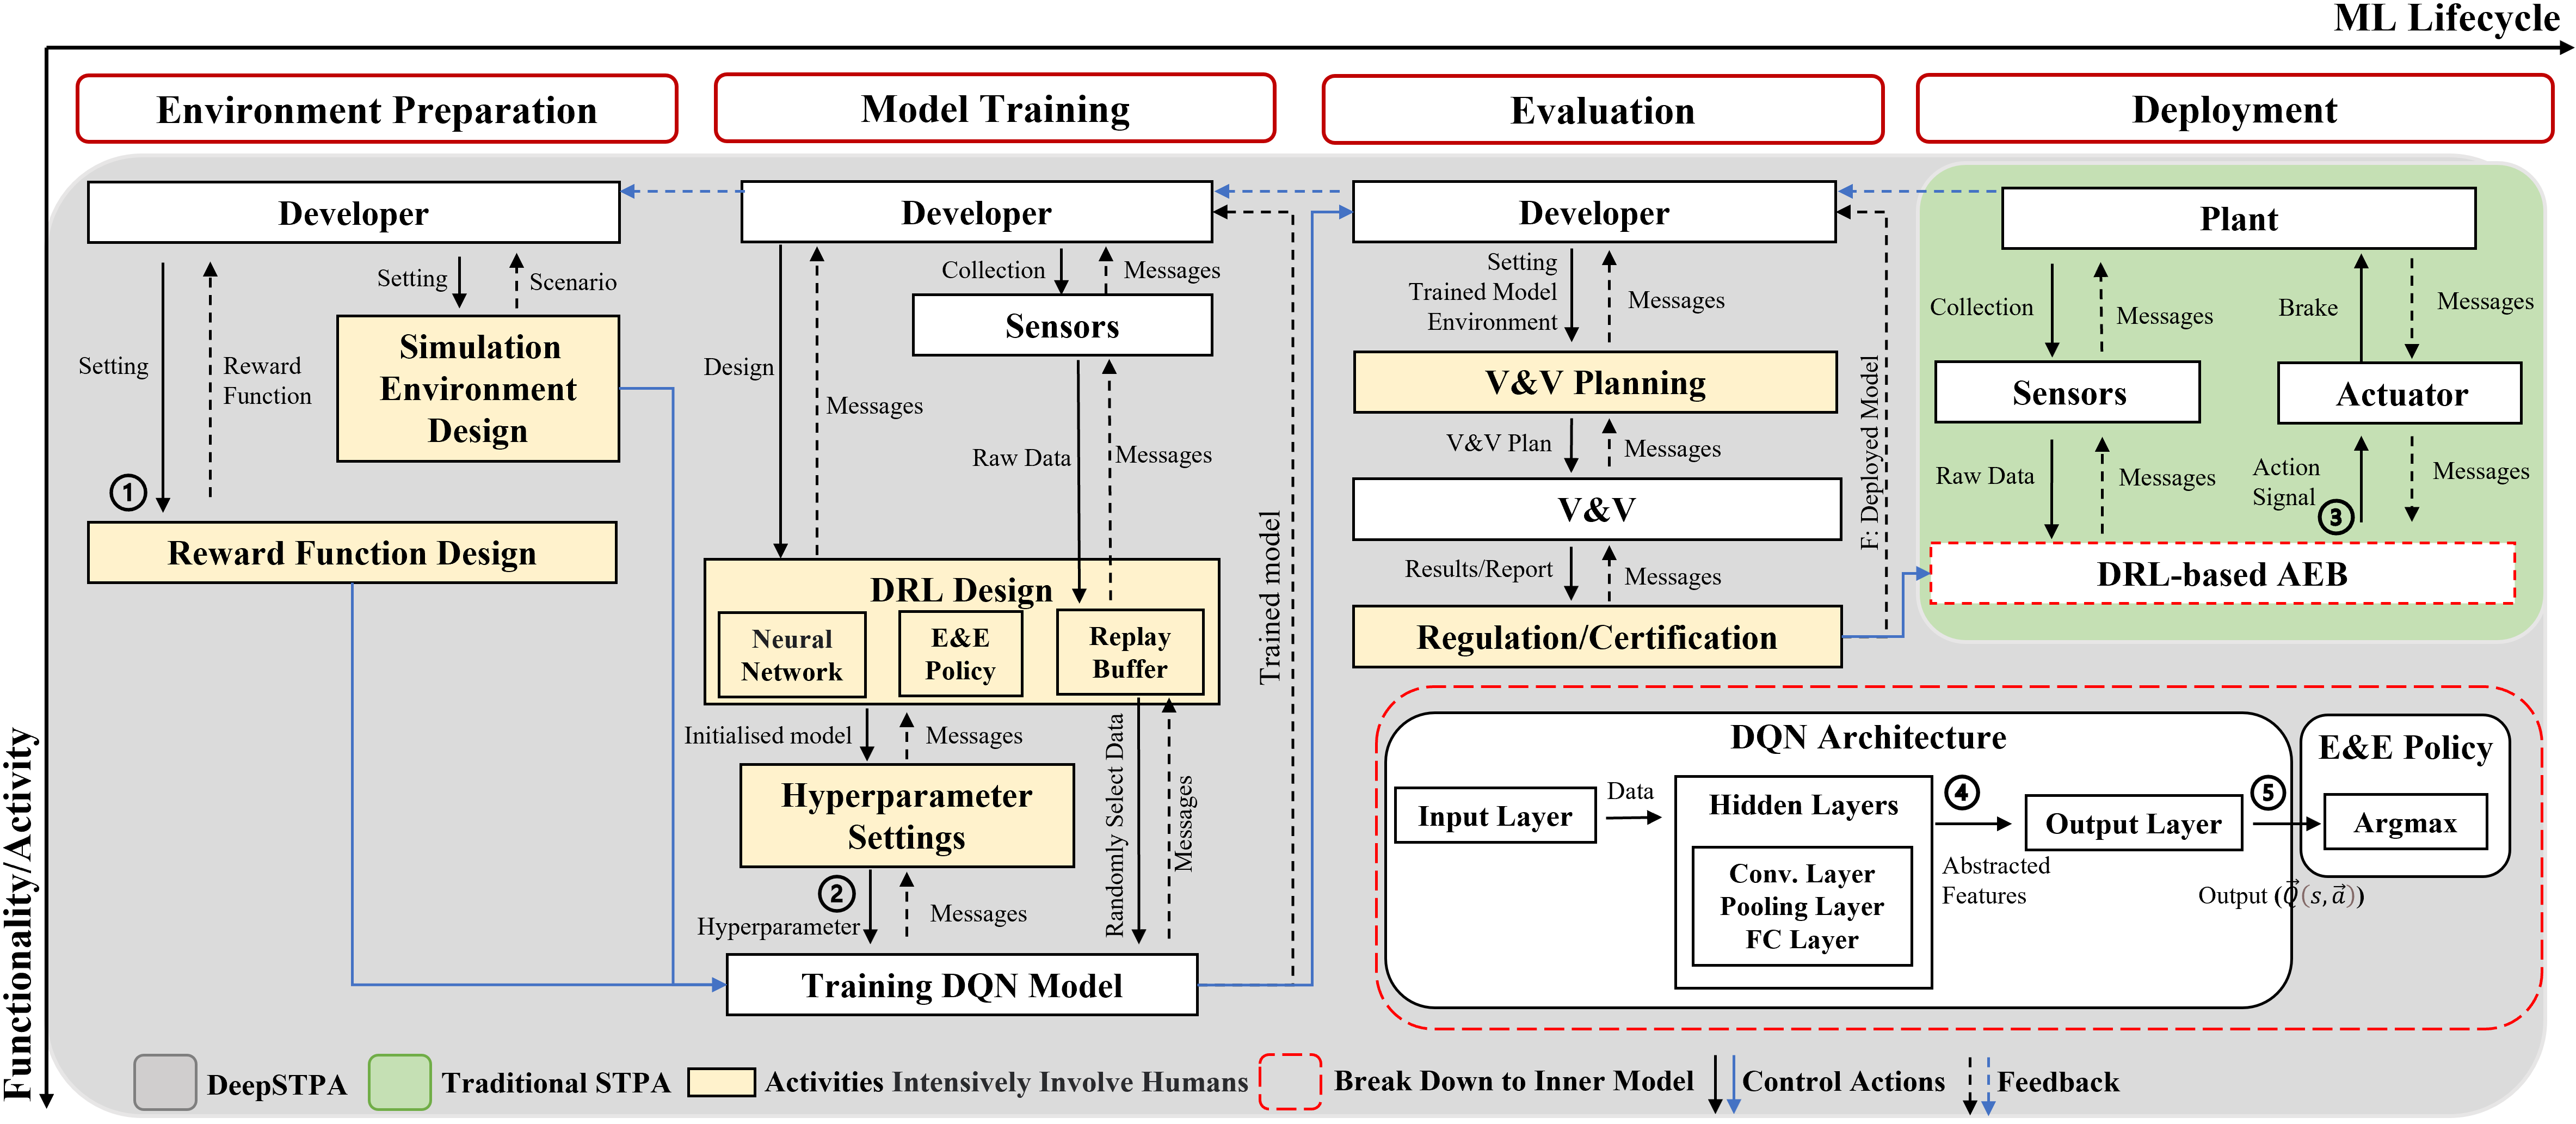 ML Lifecycle
Functionality/Activity
Environment Preparation
Model Training
Evaluation
Deployment
Developer
Setting
Reward
Function
Setting
Scenario
Simulation
Environment
Design
①
Reward Function Design
Developer
Design
Messages
Collection
Messages
Sensors
Raw Data
Messages
DRL Design
Neural
Network
E&E
Policy
Replay
Buffer
Initialised model
Messages
Hyperparameter
Settings
②
Hyperparameter
Messages
Randomly Select Data
Messages
Training DQN Model
Trained model
Developer
Setting
Trained Model
Environment
Messages
V&V Planning
V&V Plan
Messages
V&V
Results/Report
Messages
Regulation/Certification
F: Deployed Model
Plant
Collection
Messages
Brake
Messages
Sensors
Actuator
Raw Data
Messages
Action
Signal
③
Messages
DRL-based AEB
DQN Architecture
Input Layer
Data
Hidden Layers
Conv. Layer
Pooling Layer
FC Layer
④
Abstracted
Features
Output Layer
⑤
Output (Q⃗(s,a⃗))
E&E Policy
Argmax
DeepSTPA
Traditional STPA
Activities Intensively Involve Humans
Break Down to Inner Model
Control Actions
Feedback